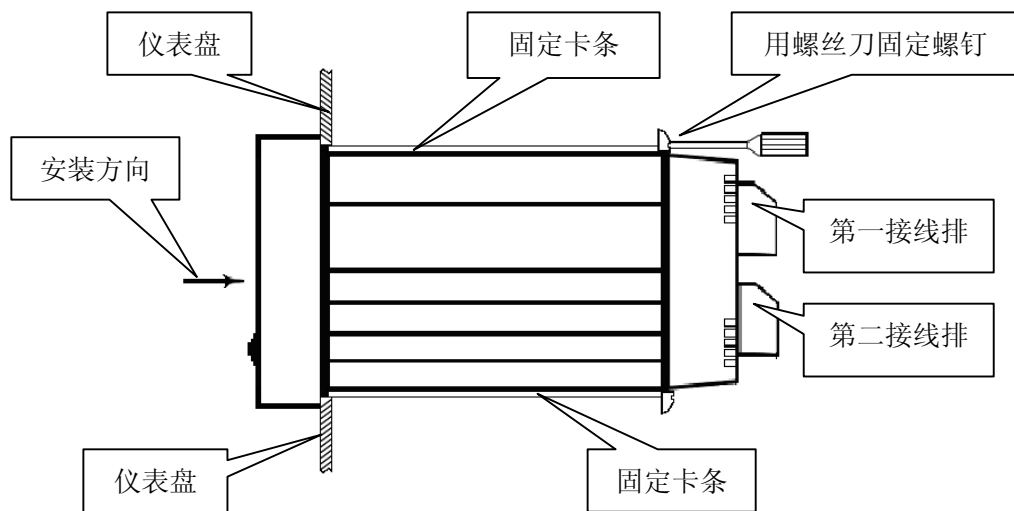 仪表盘
固定卡条
用螺丝刀固定螺钉
安装方向
第一接线排
第二接线排
仪表盘
固定卡条